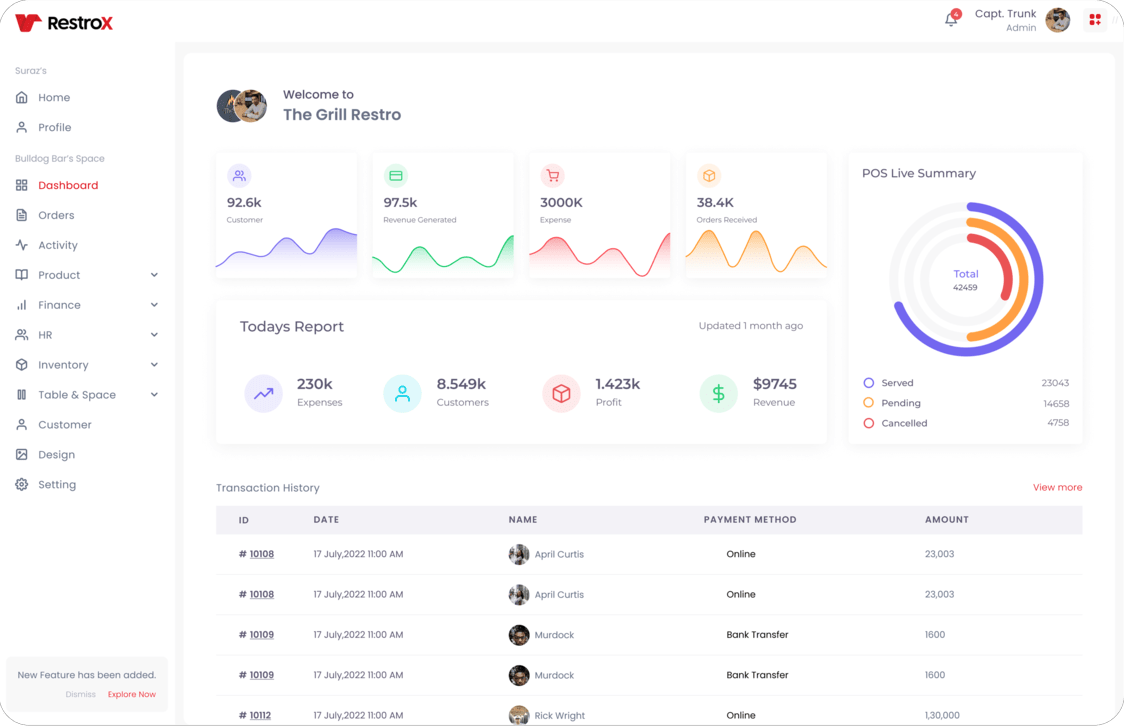 RestroX
4
Capt. Trunk
Admin
Suraz's
Home
Profile
Bulldog Bar's Space
Dashboard
Orders
Activity
Product
Finance
HR
Inventory
Table & Space
Customer
Design
Setting
New Feature has been added.
Dismiss Explore Now
Welcome to
The Grill Restro
92.6k
Customer
97.5k
Revenue Generated
3000K
Expense
38.4K
Orders Received
POS Live Summary
Total
42459
Served 23043
Pending 14658
Cancelled 4758
Todays Report Updated 1 month ago
230k
Expenses
8.549k
Customers
1.423k
Profit
$9745
Revenue
Transaction History View more
ID DATE NAME PAYMENT METHOD AMOUNT
# 10108 17 July,2022 11:00 AM April Curtis Online 23,003
# 10108 17 July,2022 11:00 AM April Curtis Online 23,003
# 10109 17 July,2022 11:00 AM Murdock Bank Transfer 1600
# 10109 17 July,2022 11:00 AM Murdock Bank Transfer 1600
# 10112 17 July,2022 11:00 AM Rick Wright Online 1,30,000